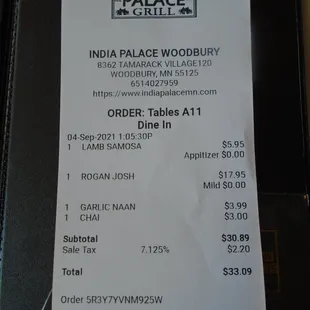 PALACE
GRILL
INDIA PALACE WOODBURY
8362 TAMARACK VILLAGE120
WOODBURY, MN 55125
6514027959
https://www.indiapalacemn.com
ORDER: Tables A11
Dine In
04-Sep-2021 1:05:30P
1 LAMB SAMOSA $5.95
Appitizer $0.00
1 ROGAN JOSH $17.95
Mild $0.00
1 GARLIC NAAN $3.99
1 CHAI $3.00
Subtotal $30.89
Sale Tax 7.125% $2.20
Total $33.09
Order 5R3Y7YVNM925W